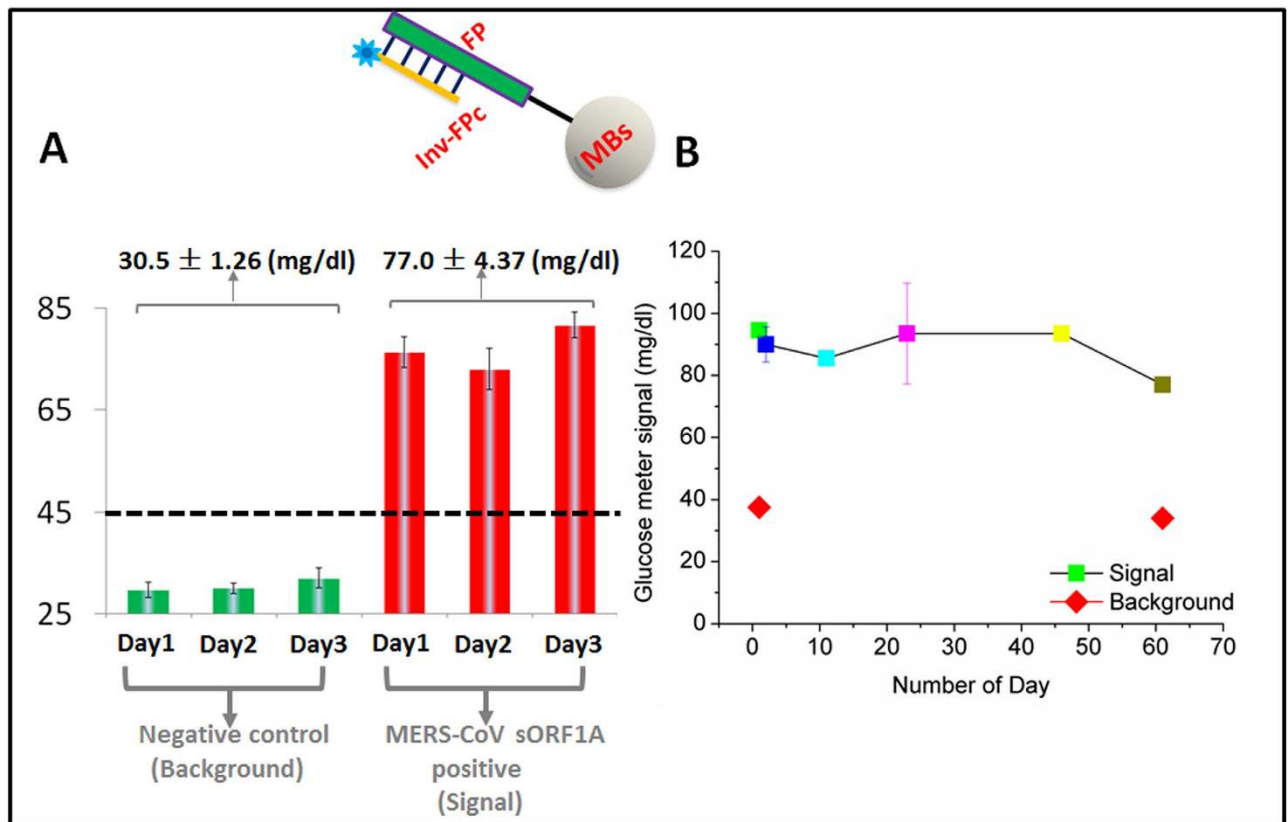 FP
Inv-FPc
MBs
A
B
30.5 ± 1.26 (mg/dl)
77.0 ± 4.37 (mg/dl)
85
65
45
25
Day1
Day2
Day3
Day1
Day2
Day3
Negative control
(Background)
MERS-CoV sORF1A
positive
(Signal)
Glucose meter signal (mg/dl)
120
100
80
60
40
20
0
Signal
Background
0
10
20
30
40
50
60
70
Number of Day